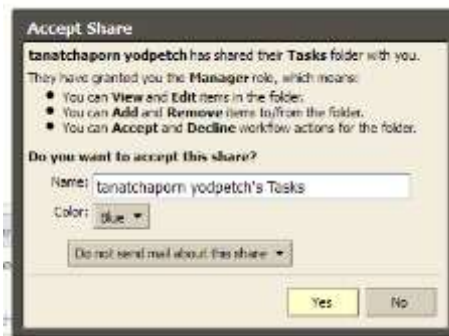 Accept Share
tanatchaporn yodpetch has shared their Tasks folder with you.
They have granted you the Manager role, which means:
● You can View and Edit items in the folder.
● You can Add and Remove items to/from the folder.
● You can Accept and Decline workflow actions for the folder.
Do you want to accept this share?
Name: tanatchaporn yodpetch's Tasks
Color: Blue
Do not send mail about this share
Yes No